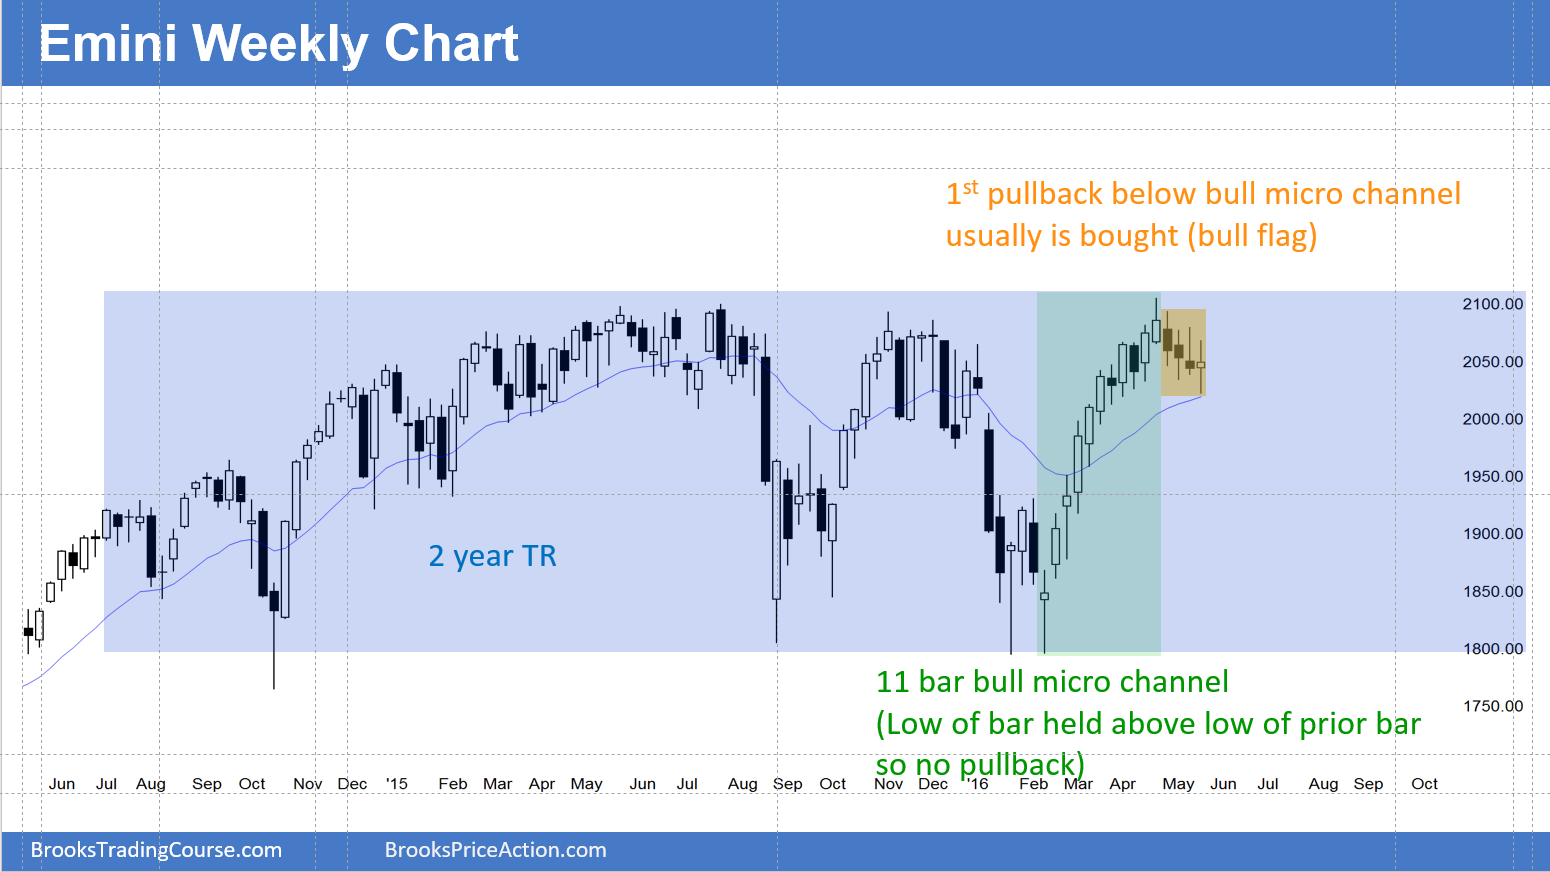 Emini Weekly Chart
1st pullback below bull micro channel
usually is bought (bull flag)
2100.00
2050.00
2000.00
1950.00
1900.00
1850.00
1800.00
1750.00
2 year TR
11 bar bull micro channel
(Low of bar held above low of prior bar
so no pullback)
Jun Jul Aug Sep Oct Nov Dec '15 Feb Mar Apr May Jun Jul Aug Sep Oct Nov Dec '16 Feb Mar Apr May Jun Jul Aug Sep Oct
BrooksTradingCourse.com BrooksPriceAction.com